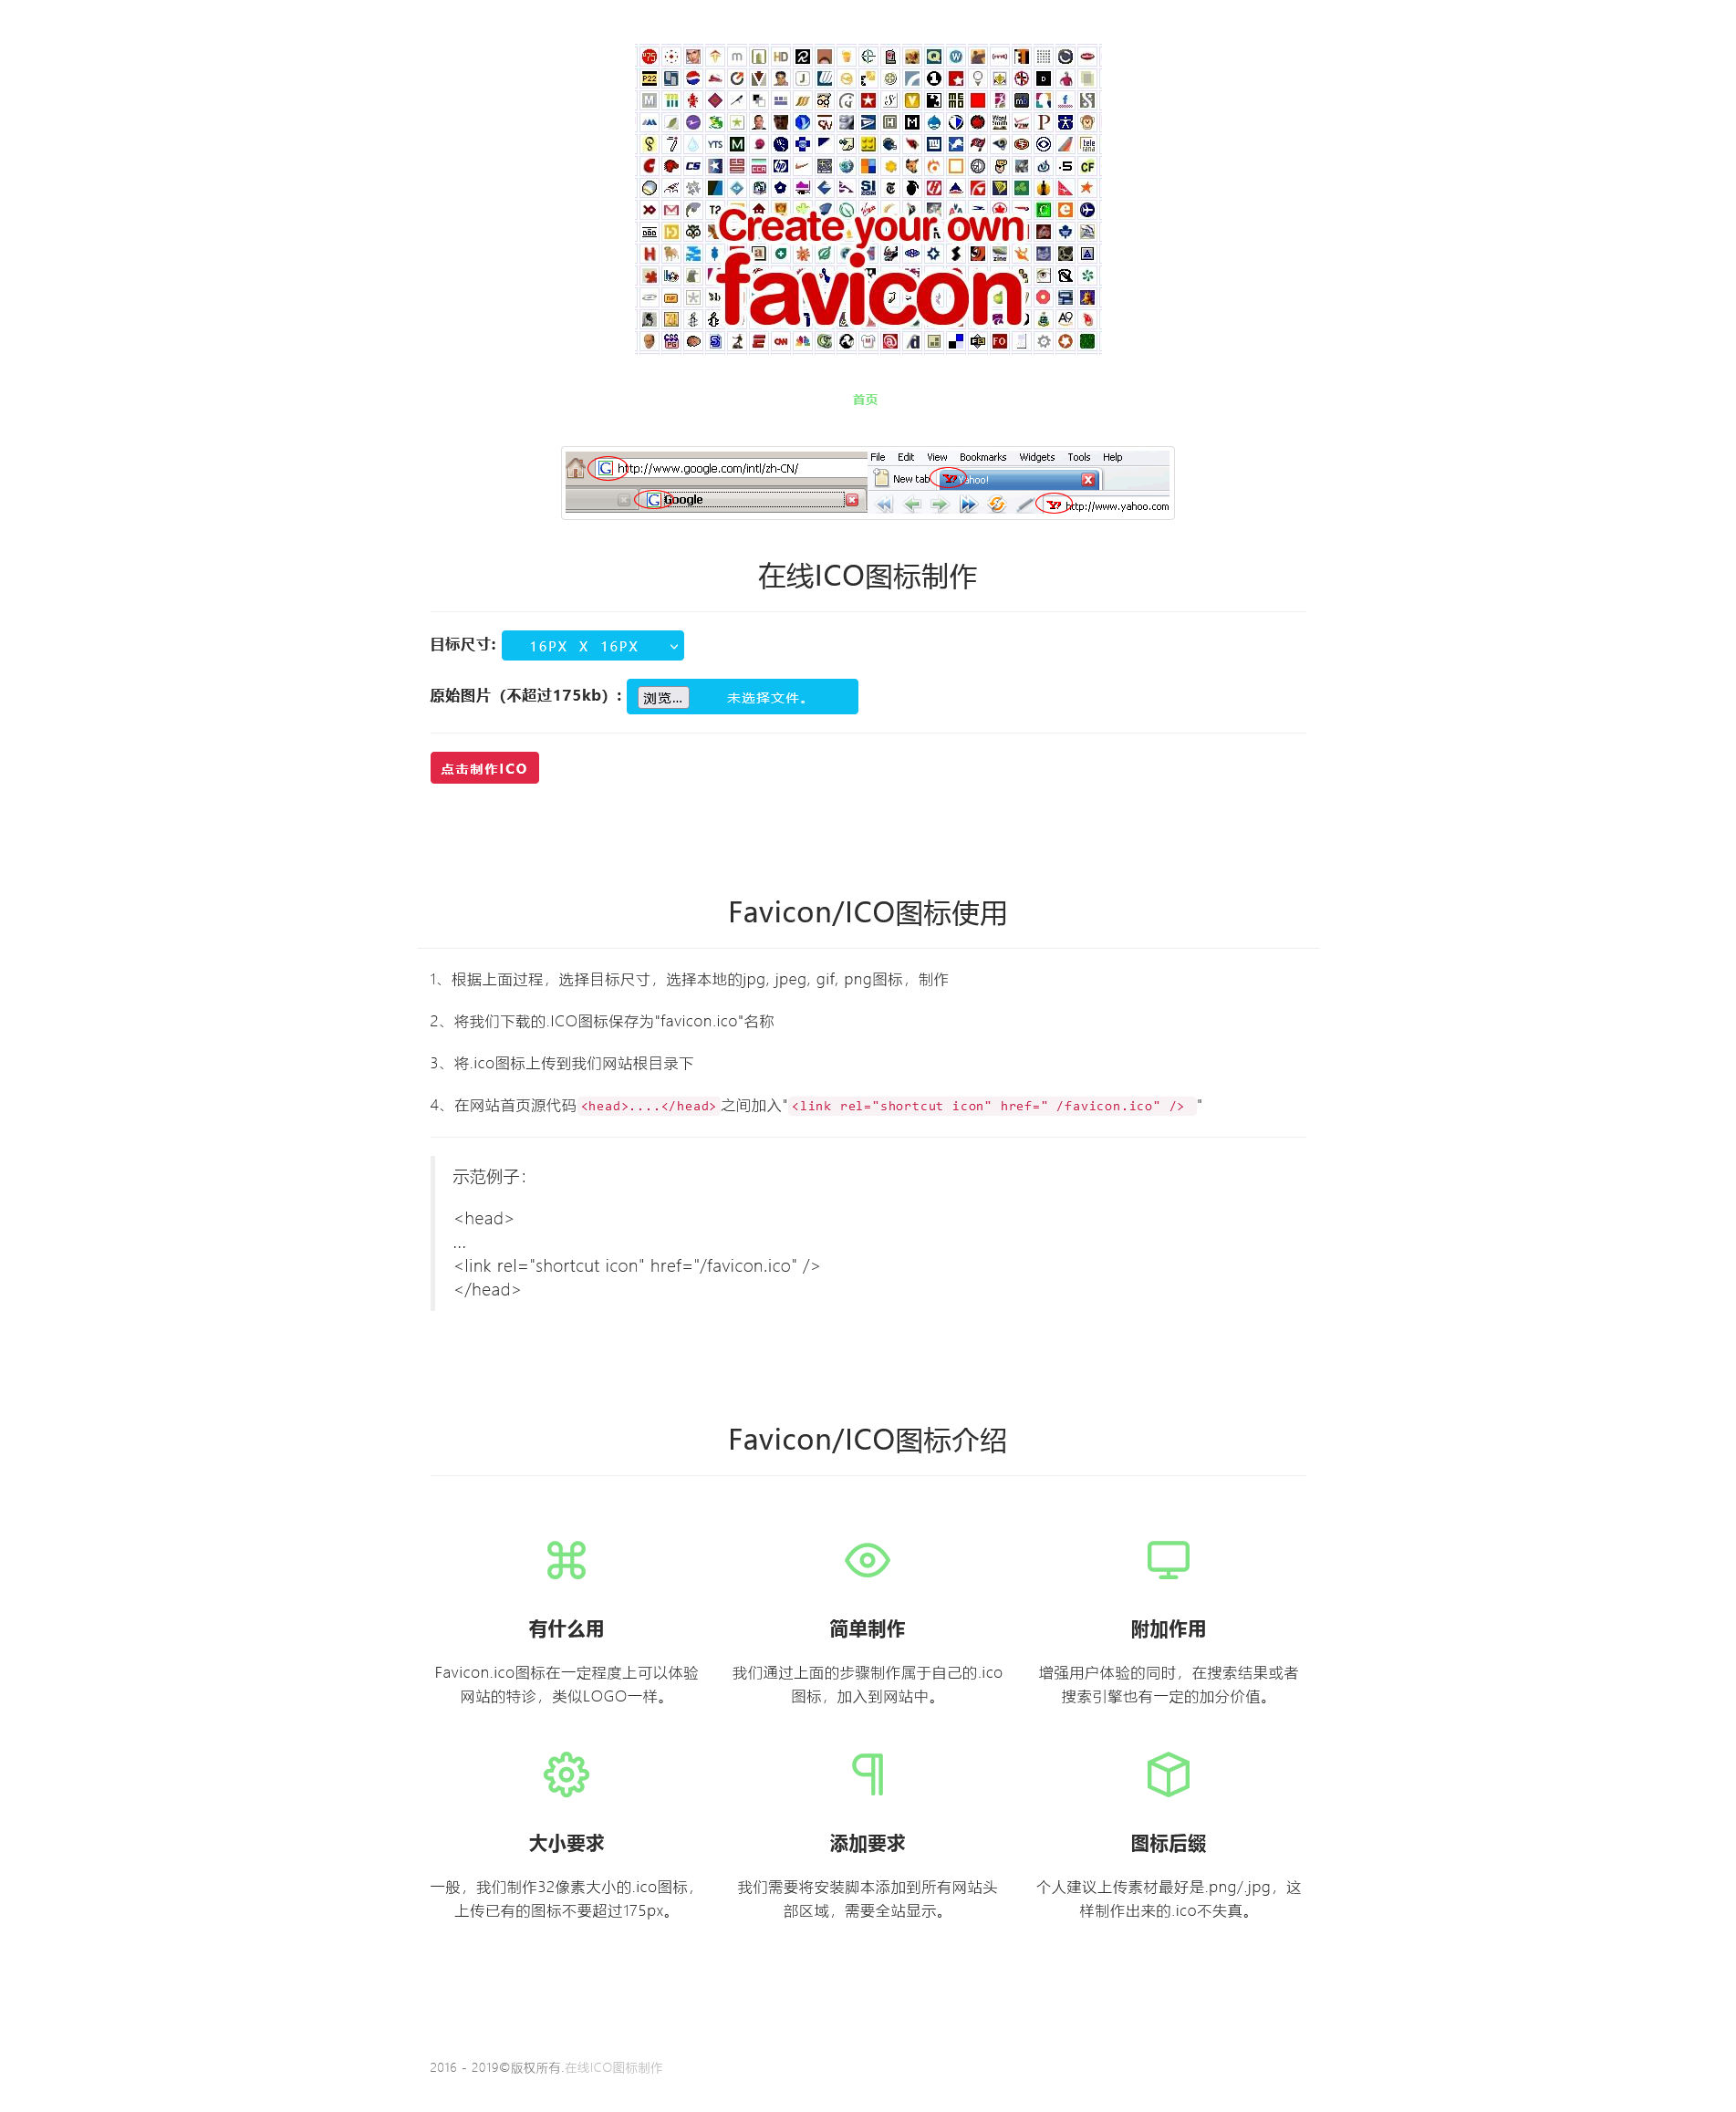 Create your own
favicon
首页
http://www.google.com/intl/zh-CN/
Google
File Edit View Bookmarks Widgets Tools Help
New tab
Yahoo!
http://www.yahoo.com
在线ICO图标制作
目标尺寸: 16PX X 16PX
原始图片（不超过175kb）: 浏览... 未选择文件。
点击制作ICO
Favicon/ICO图标使用
1、根据上面过程，选择目标尺寸，选择本地的jpg, jpeg, gif, png图标，制作
2、将我们下载的.ICO图标保存为"favicon.ico"名称
3、将.ico图标上传到我们网站根目录下
4、在网站首页源代码<head>....</head>之间加入"<link rel="shortcut icon" href=" /favicon.ico" /> "
示范例子：
<head>
...
<link rel="shortcut icon" href="/favicon.ico" />
</head>
Favicon/ICO图标介绍
有什么用
Favicon.ico图标在一定程度上可以体验
网站的特诊，类似LOGO一样。
简单制作
我们通过上面的步骤制作属于自己的.ico
图标，加入到网站中。
附加作用
增强用户体验的同时，在搜索结果或者
搜索引擎也有一定的加分价值。
大小要求
一般，我们制作32像素大小的.ico图标，
上传已有的图标不要超过175px。
添加要求
我们需要将安装脚本添加到所有网站头
部区域，需要全站显示。
图标后缀
个人建议上传素材最好是.png/.jpg，这
样制作出来的.ico不失真。
2016 - 2019©版权所有.在线ICO图标制作